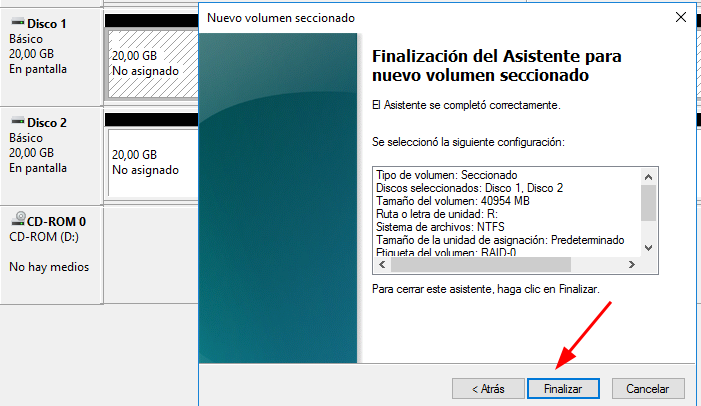 Disco 1
Básico
20,00 GB
En pantalla
20,00 GB
No asignado
Disco 2
Básico
20,00 GB
En pantalla
20,00 GB
No asignado
CD-ROM 0
CD-ROM (D:)
No hay medios
Nuevo volumen seccionado
Finalización del Asistente para
nuevo volumen seccionado
El Asistente se completó correctamente.
Se seleccionó la siguiente configuración:
Tipo de volumen: Seccionado
Discos seleccionados: Disco 1, Disco 2
Tamaño del volumen: 40954 MB
Ruta o letra de unidad: R:
Sistema de archivos: NTFS
Tamaño de la unidad de asignación: Predeterminado
Etiqueta del volumen: RAID-0
Para cerrar este asistente, haga clic en Finalizar.
< Atrás
Finalizar
Cancelar